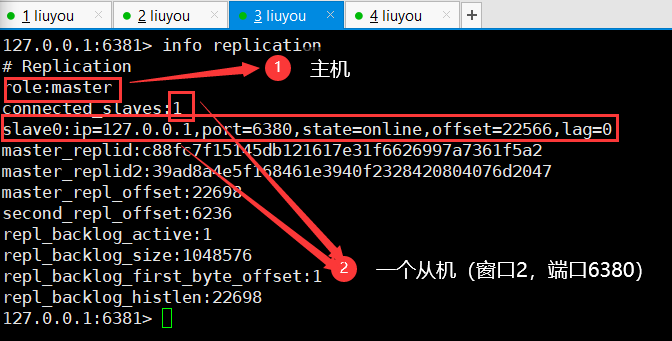 1 liuyou
2 liuyou
3 liuyou
4 liuyou
127.0.0.1:6381> info replication
# Replication
role:master
1 主机
connected_slaves:1
slave0:ip=127.0.0.1,port=6380,state=online,offset=22566,lag=0
master_replid:c88fc7f15145db121617e31f6626997a7361f5a2
master_replid2:39ad8a4e5f168461e3940f2328420804076d2047
master_repl_offset:22698
second_repl_offset:6236
repl_backlog_active:1
repl_backlog_size:1048576
2 一个从机（窗口2，端口6380）
repl_backlog_first_byte_offset:1
repl_backlog_histlen:22698
127.0.0.1:6381>